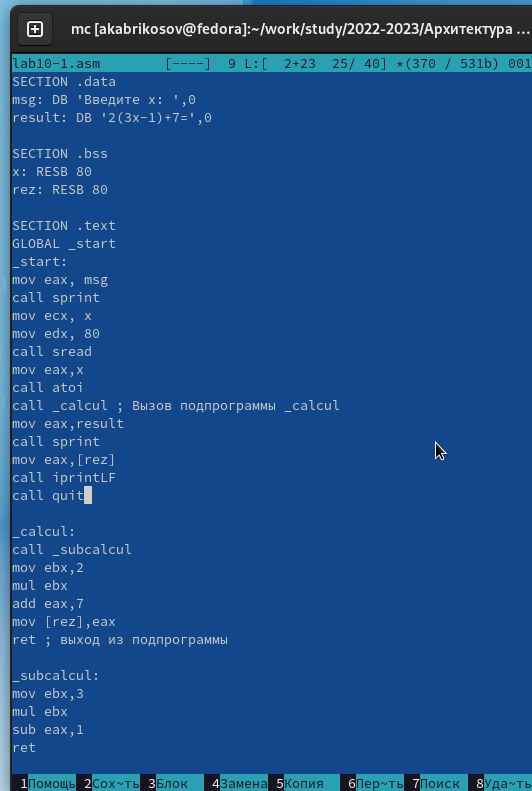 mc [akabrikosov@fedora]:~/work/study/2022-2023/Архитектура ...
lab10-1.asm [----] 9 L:[ 2+23 25/ 40] *(370 / 531b) 001
SECTION .data
msg: DB 'Введите x: ',0
result: DB '2(3x-1)+7=',0
SECTION .bss
x: RESB 80
rez: RESB 80
SECTION .text
GLOBAL _start
_start:
mov eax, msg
call sprint
mov ecx, x
mov edx, 80
call sread
mov eax,x
call atoi
call _calcul ; Вызов подпрограммы _calcul
mov eax,result
call sprint
mov eax,[rez]
call iprintLF
call quit
_calcul:
call _subcalcul
mov ebx,2
mul ebx
add eax,7
mov [rez],eax
ret ; выход из подпрограммы
_subcalcul:
mov ebx,3
mul ebx
sub eax,1
ret
1Помощь 2Сох~ть 3Блок 4Замена 5Копия 6Пер~ть 7Поиск 8Уда~ть